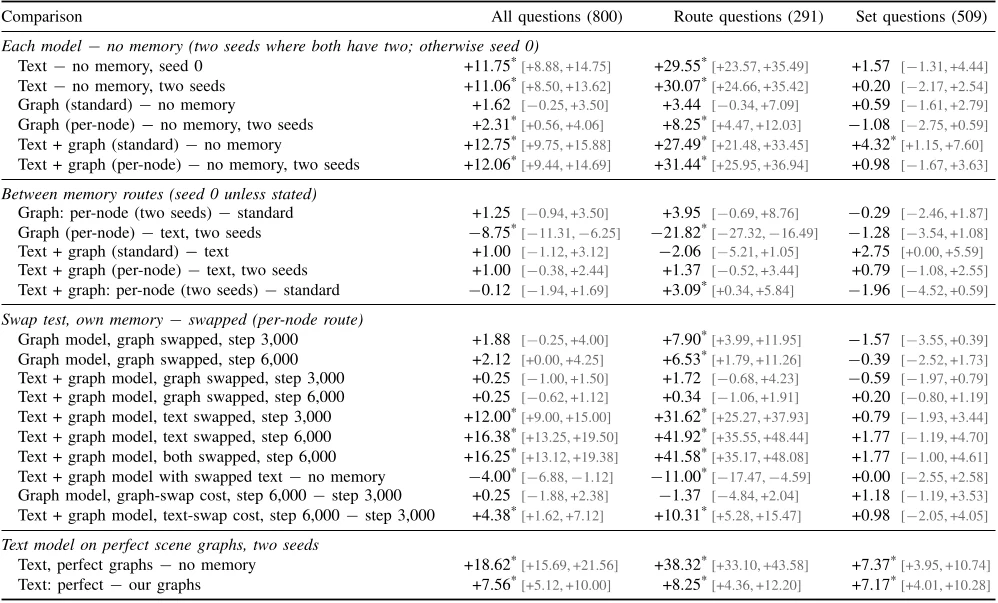 Comparison All questions (800) Route questions (291) Set questions (509)
Each model − no memory (two seeds where both have two; otherwise seed 0)
Text − no memory, seed 0 +11.75* [+8.88, +14.75] +29.55* [+23.57, +35.49] +1.57 [−1.31, +4.44]
Text − no memory, two seeds +11.06* [+8.50, +13.62] +30.07* [+24.66, +35.42] +0.20 [−2.17, +2.54]
Graph (standard) − no memory +1.62 [−0.25, +3.50] +3.44 [−0.34, +7.09] +0.59 [−1.61, +2.79]
Graph (per-node) − no memory, two seeds +2.31* [+0.56, +4.06] +8.25* [+4.47, +12.03] −1.08 [−2.75, +0.59]
Text + graph (standard) − no memory +12.75* [+9.75, +15.88] +27.49* [+21.48, +33.45] +4.32* [+1.15, +7.60]
Text + graph (per-node) − no memory, two seeds +12.06* [+9.44, +14.69] +31.44* [+25.95, +36.94] +0.98 [−1.67, +3.63]
Between memory routes (seed 0 unless stated)
Graph: per-node (two seeds) − standard +1.25 [−0.94, +3.50] +3.95 [−0.69, +8.76] −0.29 [−2.46, +1.87]
Graph (per-node) − text, two seeds −8.75* [−11.31, −6.25] −21.82* [−27.32, −16.49] −1.28 [−3.54, +1.08]
Text + graph (standard) − text +1.00 [−1.12, +3.12] −2.06 [−5.21, +1.05] +2.75 [+0.00, +5.59]
Text + graph (per-node) − text, two seeds +1.00 [−0.38, +2.44] +1.37 [−0.52, +3.44] +0.79 [−1.08, +2.55]
Text + graph: per-node (two seeds) − standard −0.12 [−1.94, +1.69] +3.09* [+0.34, +5.84] −1.96 [−4.52, +0.59]
Swap test, own memory − swapped (per-node route)
Graph model, graph swapped, step 3,000 +1.88 [−0.25, +4.00] +7.90* [+3.99, +11.95] −1.57 [−3.55, +0.39]
Graph model, graph swapped, step 6,000 +2.12 [+0.00, +4.25] +6.53* [+1.79, +11.26] −0.39 [−2.52, +1.73]
Text + graph model, graph swapped, step 3,000 +0.25 [−1.00, +1.50] +1.72 [−0.68, +4.23] −0.59 [−1.97, +0.79]
Text + graph model, graph swapped, step 6,000 +0.25 [−0.62, +1.12] +0.34 [−1.06, +1.91] +0.20 [−0.80, +1.19]
Text + graph model, text swapped, step 3,000 +12.00* [+9.00, +15.00] +31.62* [+25.27, +37.93] +0.79 [−1.93, +3.44]
Text + graph model, text swapped, step 6,000 +16.38* [+13.25, +19.50] +41.92* [+35.55, +48.44] +1.77 [−1.19, +4.70]
Text + graph model, both swapped, step 6,000 +16.25* [+13.12, +19.38] +41.58* [+35.17, +48.08] +1.77 [−1.00, +4.61]
Text + graph model with swapped text − no memory −4.00* [−6.88, −1.12] −11.00* [−17.47, −4.59] +0.00 [−2.55, +2.58]
Graph model, graph-swap cost, step 6,000 − step 3,000 +0.25 [−1.88, +2.38] −1.37 [−4.84, +2.04] +1.18 [−1.19, +3.53]
Text + graph model, text-swap cost, step 6,000 − step 3,000 +4.38* [+1.62, +7.12] +10.31* [+5.28, +15.47] +0.98 [−2.05, +4.05]
Text model on perfect scene graphs, two seeds
Text, perfect graphs − no memory +18.62* [+15.69, +21.56] +38.32* [+33.10, +43.58] +7.37* [+3.95, +10.74]
Text: perfect − our graphs +7.56* [+5.12, +10.00] +8.25* [+4.36, +12.20] +7.17* [+4.01, +10.28]